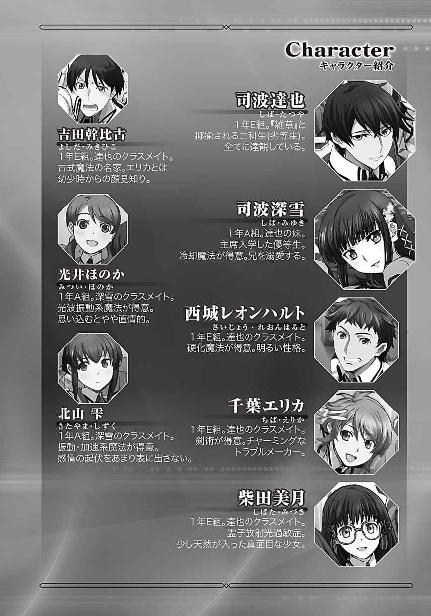 Character
キャラクター紹介
司波達也
しば・たつや
1年E組。『雑草』と
揶揄される二科生(劣等生)。
全てに達観している。
司波深雪
しば・みゆき
1年A組。達也の妹。
主席入学した優等生。
冷却魔法が得意。兄を溺愛する。
西城レオンハルト
さいじょう・れおんはると
1年E組。達也のクラスメイト。
硬化魔法が得意。明るい性格。
千葉エリカ
ちば・えりか
1年E組。達也のクラスメイト。
剣術が得意。チャーミングな
トラブルメーカー。
柴田美月
しばた・みづき
1年E組。達也のクラスメイト。
霊子放射光過敏症。
少し天然が入った真面目な少女。
吉田幹比古
よしだ・みきひこ
1年E組。達也のクラスメイト。
古式魔法の名家。エリカとは
幼少時からの顔見知り。
光井ほのか
みつい・ほのか
1年A組。深雪のクラスメイト。
光波振動系魔法が得意。
思い込むとやや直情的。
北山 雫
きたやま・しずく
1年A組。深雪のクラスメイト。
振動・加速系魔法が得意。
感情の起伏をあまり表に出さない。